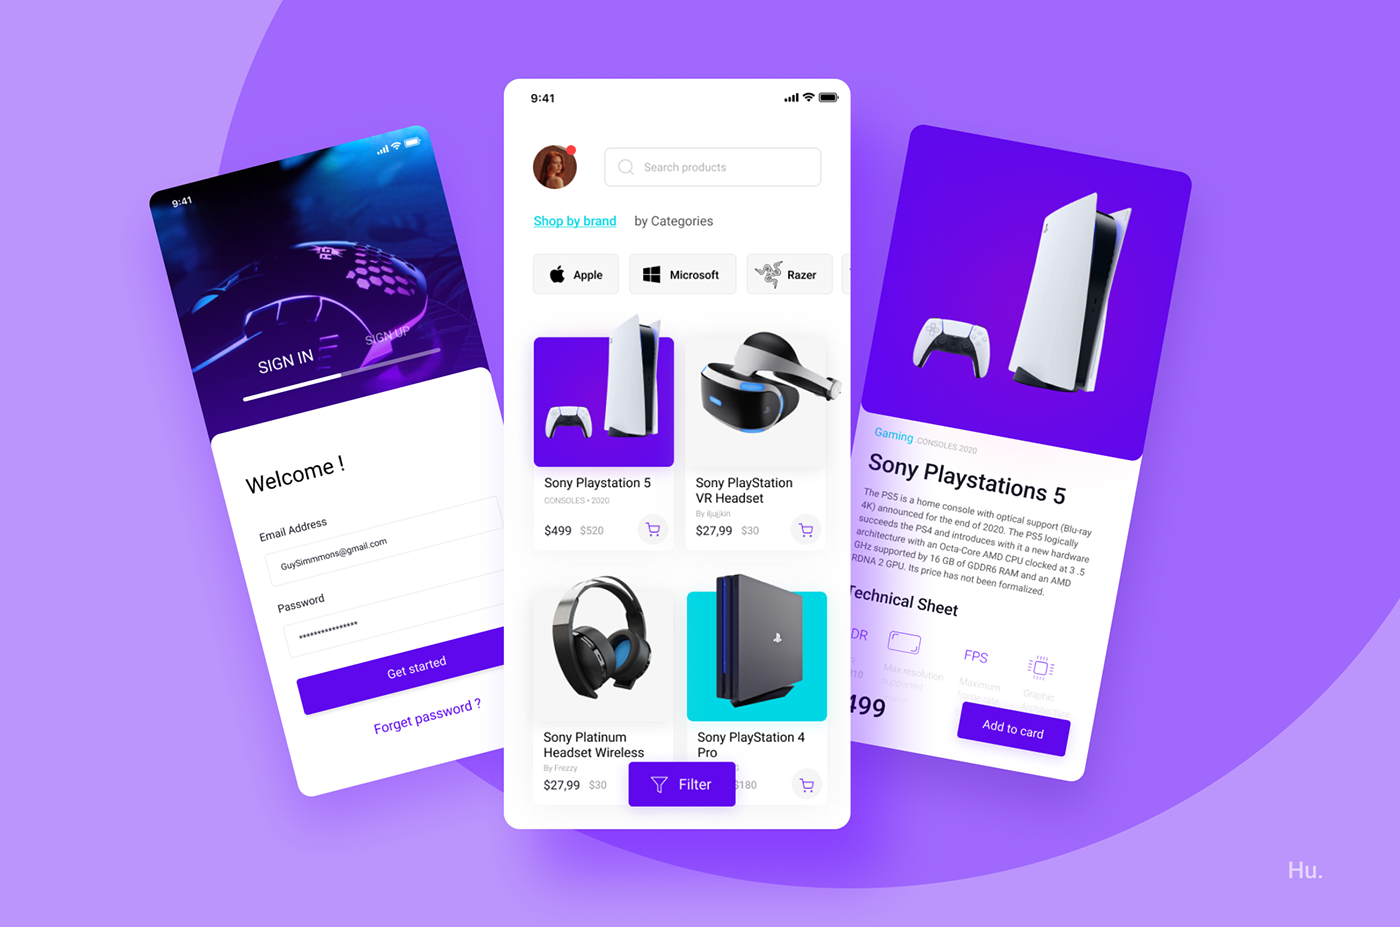 9:41
SIGN IN
SIGN UP
Welcome !
Email Address
GuySimmmons@gmail.com
Password
****************
Get started
Forget password ?
9:41
Search products
Shop by brand
by Categories
Apple
Microsoft
Razer
Sony Playstation 5
CONSOLES • 2020
$499 $520
Sony PlayStation
VR Headset
By iljujkin
$27,99 $30
Sony Platinum
Headset Wireless
By Frezzy
$27,99 $30
Sony PlayStation 4
Pro
$180
Filter
Gaming .CONSOLES.2020
Sony Playstations 5
The PS5 is a home console with optical support (Blu-ray
4K) announced for the end of 2020. The PS5 logically
succeeds the PS4 and introduces with it a new hardware
architecture with an Octa-Core AMD CPU clocked at 3 .5
GHz supported by 16 GB of GDDR6 RAM and an AMD
RDNA 2 GPU. Its price has not been formalized.
Technical Sheet
DR
Max resolution
supported
FPS
Maximum
Graphic
499
Add to card
Hu.